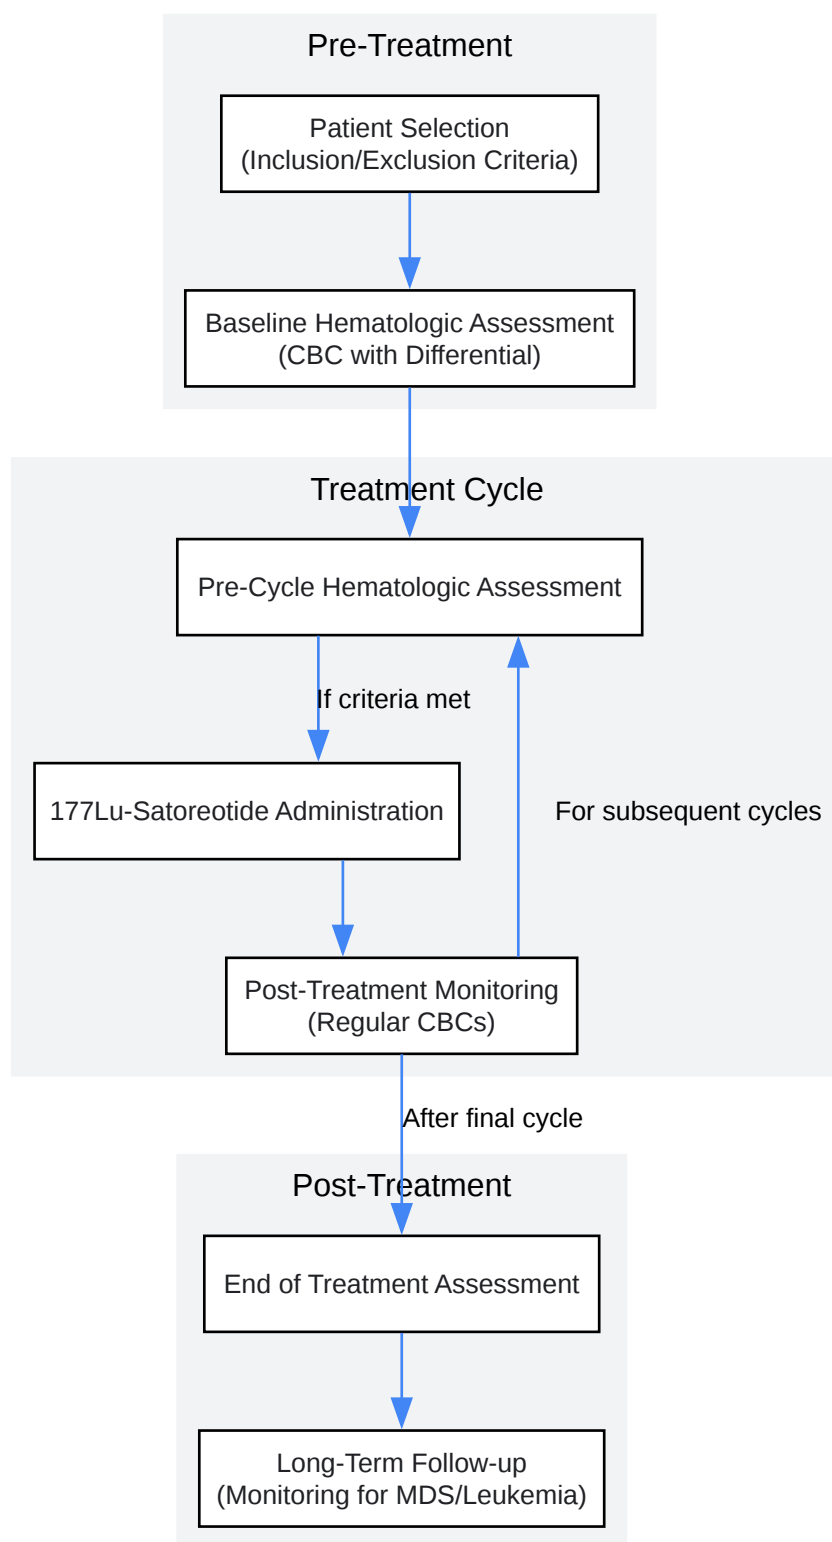 Pre-Treatment
Patient Selection
(Inclusion/Exclusion Criteria)
Baseline Hematologic Assessment
(CBC with Differential)
Treatment Cycle
Pre-Cycle Hematologic Assessment
If criteria met
177Lu-Satoreotide Administration
For subsequent cycles
Post-Treatment Monitoring
(Regular CBCs)
After final cycle
Post-Treatment
End of Treatment Assessment
Long-Term Follow-up
(Monitoring for MDS/Leukemia)